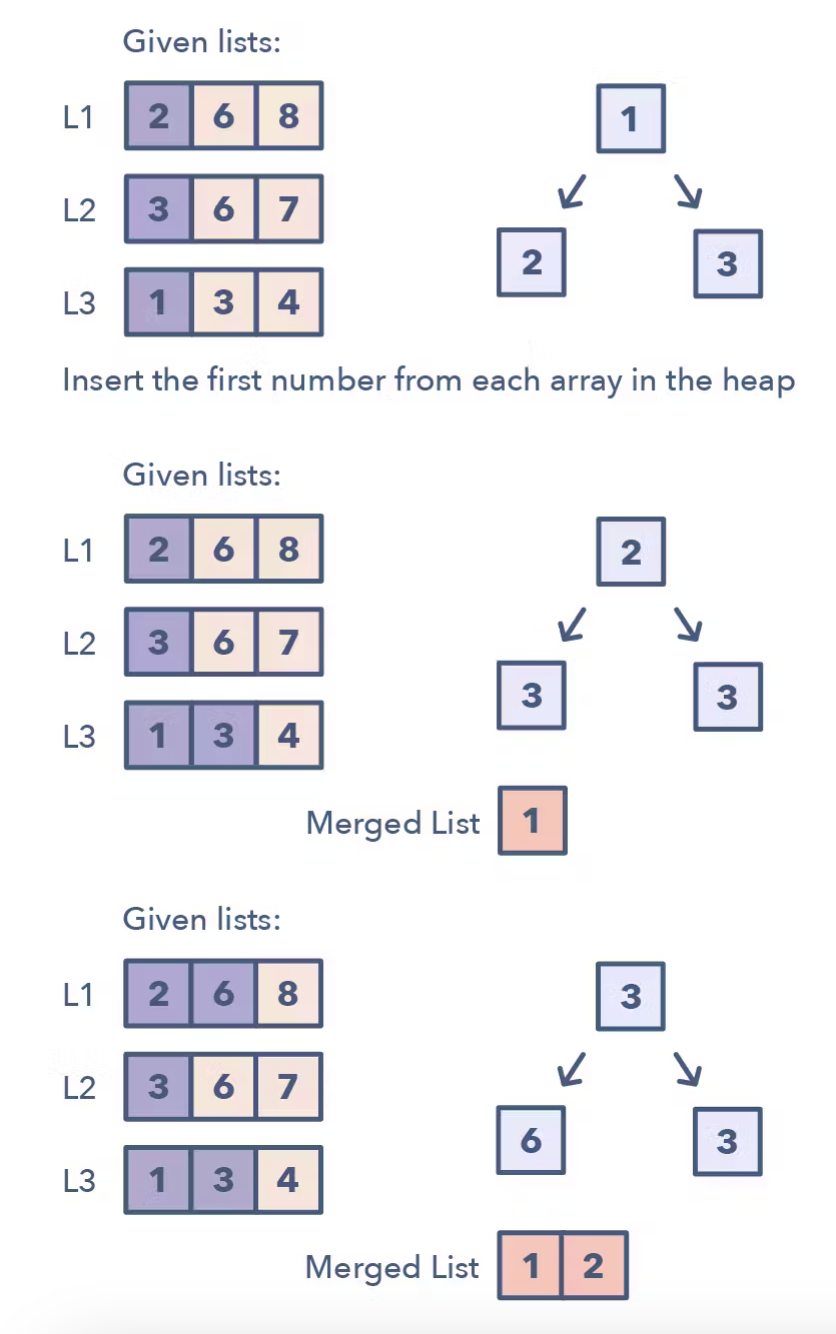 Given lists:
L1 2 6 8
1
L2 3 6 7
2 3
L3 1 3 4
Insert the first number from each array in the heap
Given lists:
L1 2 6 8
2
L2 3 6 7
3 3
L3 1 3 4
Merged List 1
Given lists:
L1 2 6 8
3
L2 3 6 7
6 3
L3 1 3 4
Merged List 1 2